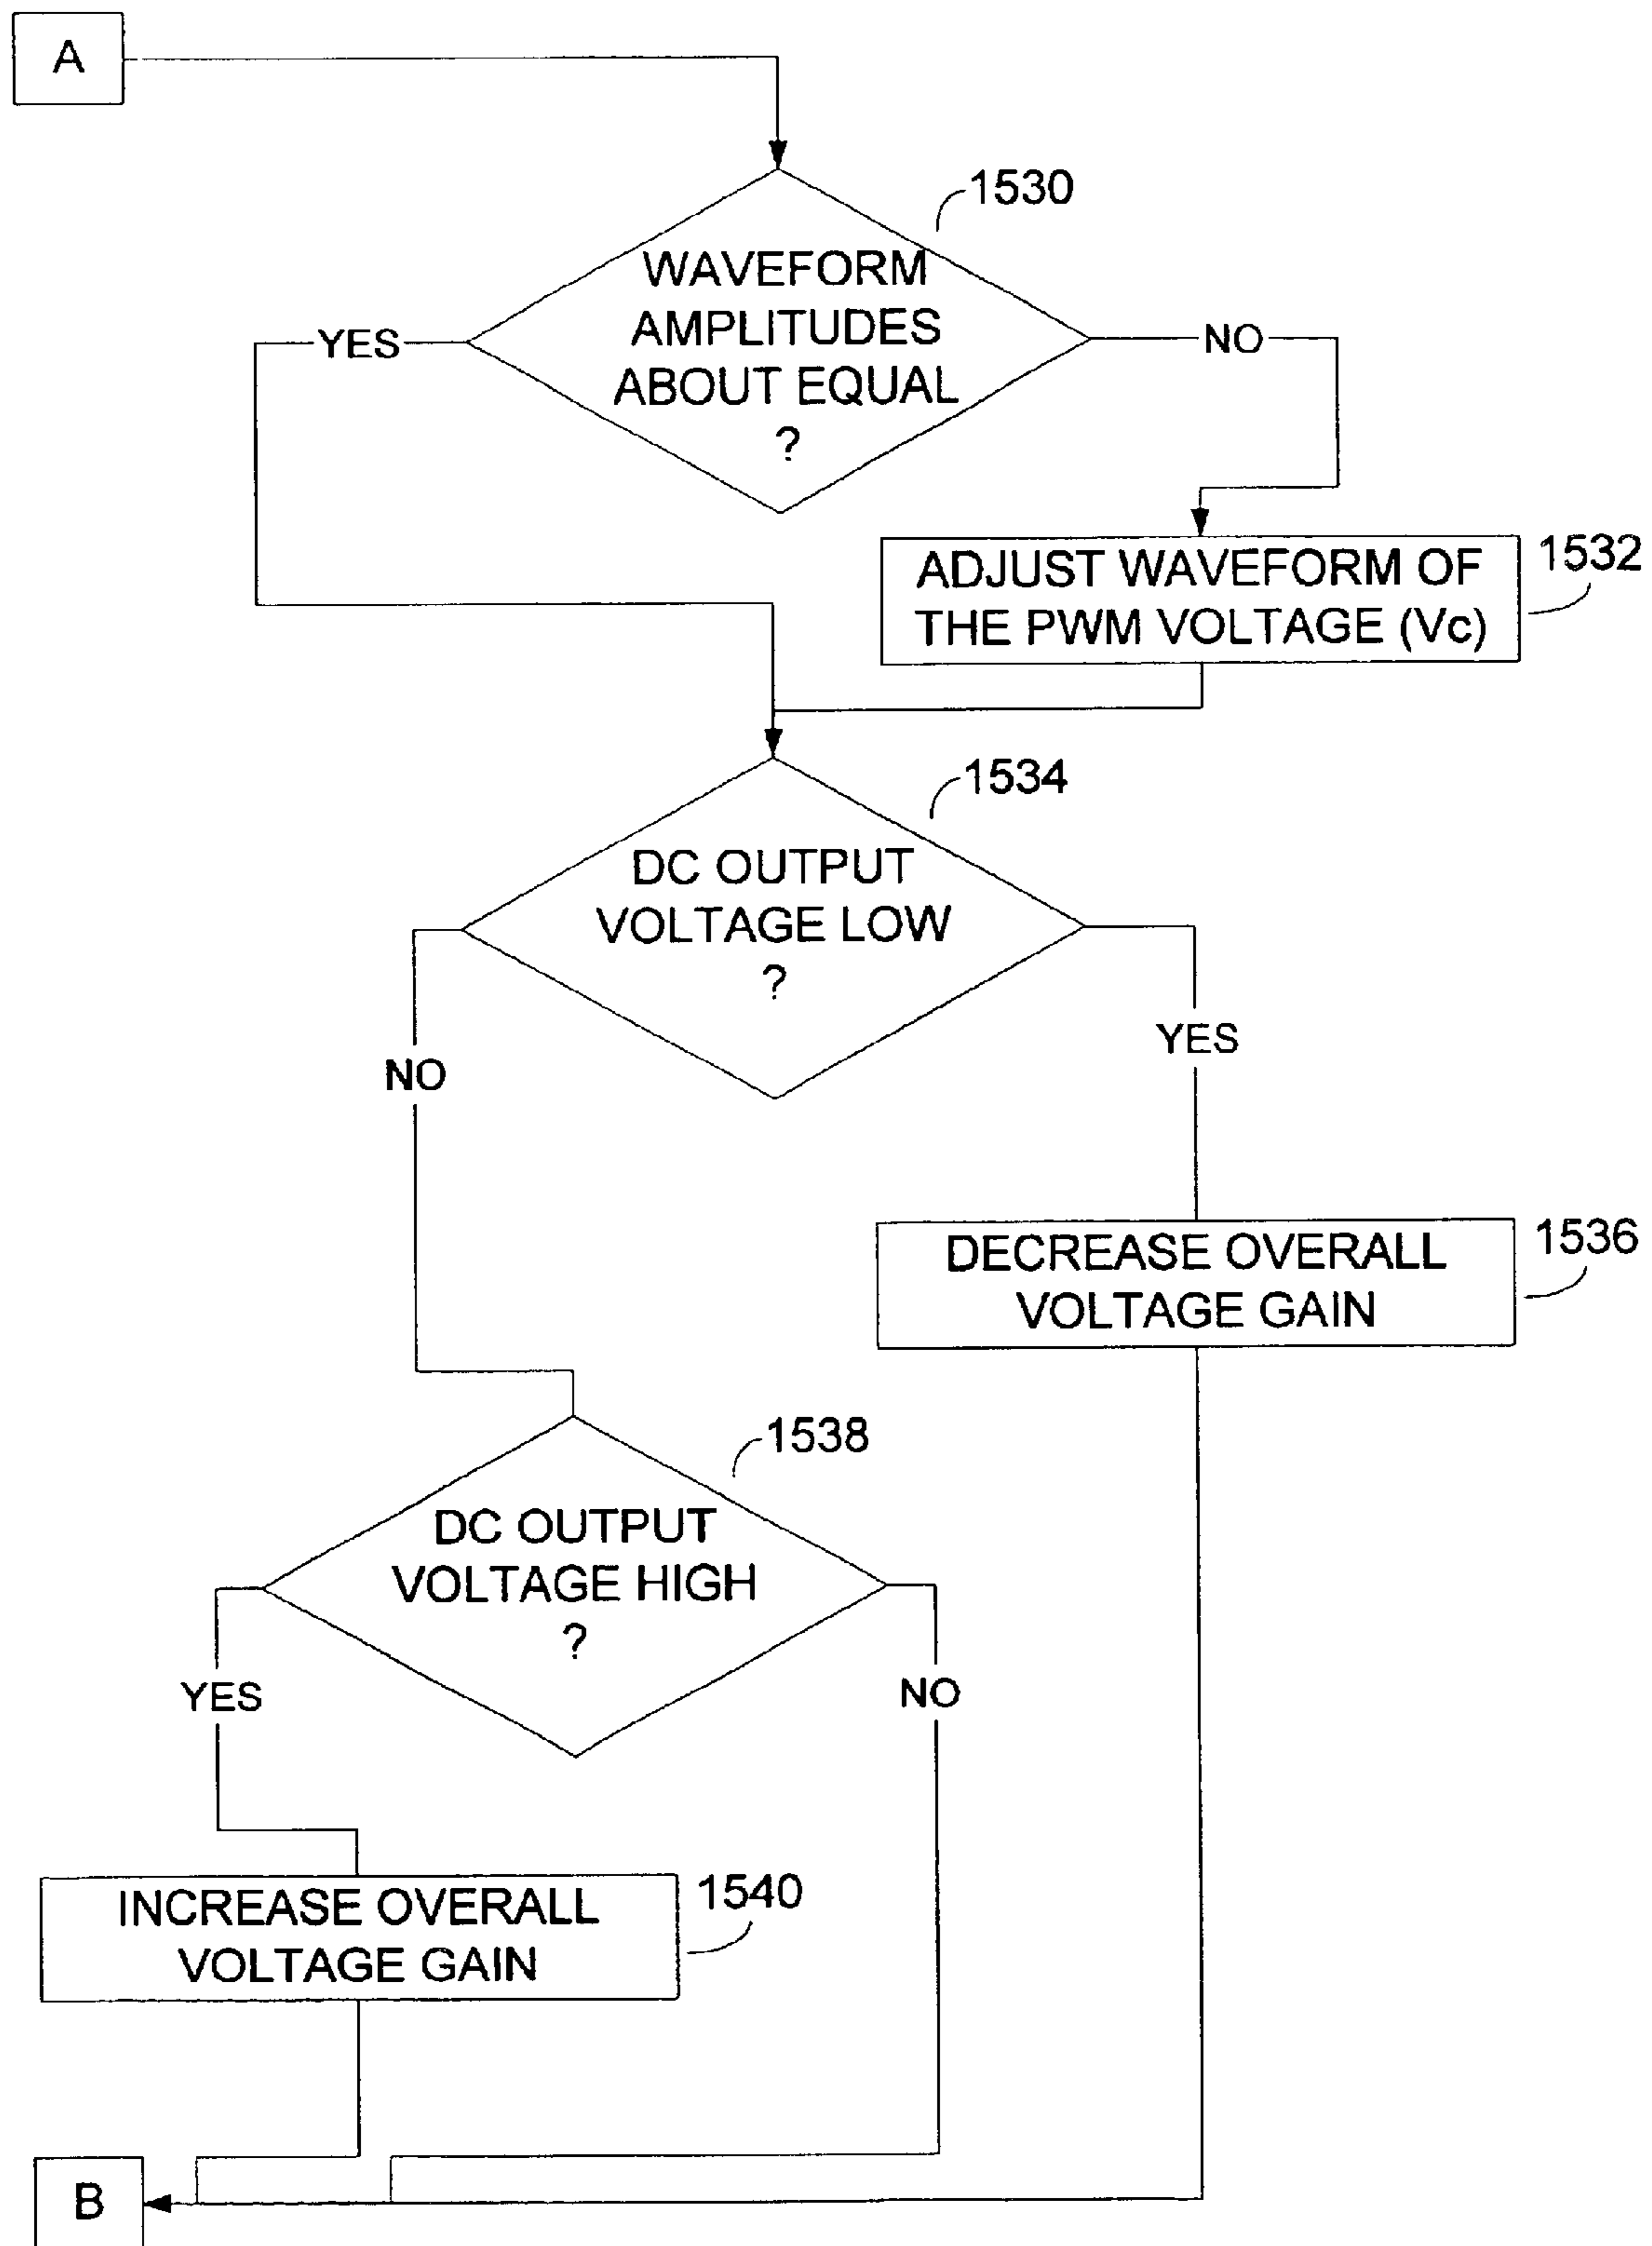 A
1530
WAVEFORM
AMPLITUDES
ABOUT EQUAL
?
YES
NO
1532
ADJUST WAVEFORM OF
THE PWM VOLTAGE (Vc)
1534
DC OUTPUT
VOLTAGE LOW
?
NO
YES
1536
DECREASE OVERALL
VOLTAGE GAIN
1538
DC OUTPUT
VOLTAGE HIGH
?
YES
NO
1540
INCREASE OVERALL
VOLTAGE GAIN
B